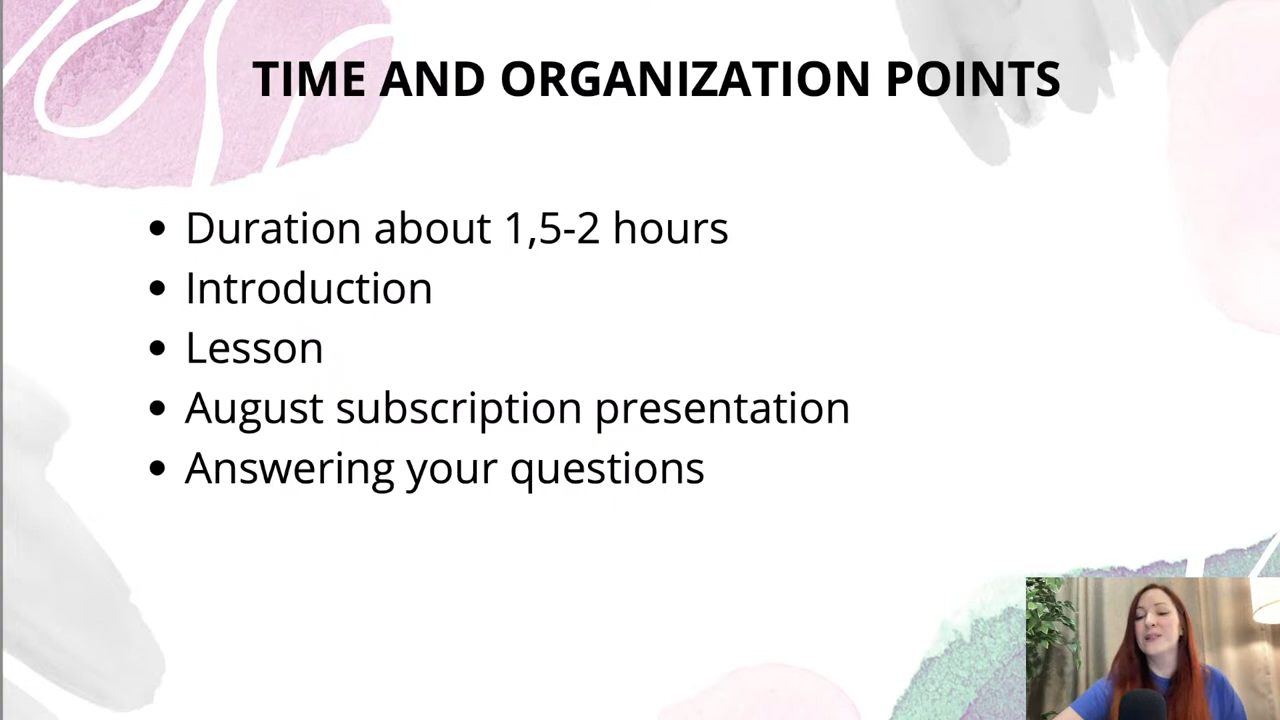 TIME AND ORGANIZATION POINTS
• Duration about 1,5-2 hours
• Introduction
• Lesson
• August subscription presentation
• Answering your questions